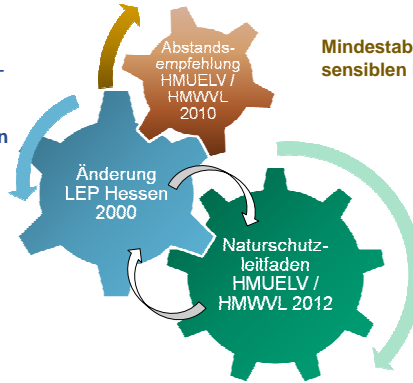 Abstands-
empfehlung
HMUELV /
HMWVL
2010
Mindestab
sensiblen
-
n
Änderung
LEP Hessen
2000
Naturschutz-
leitfaden
HMUELV /
HMWVL 2012